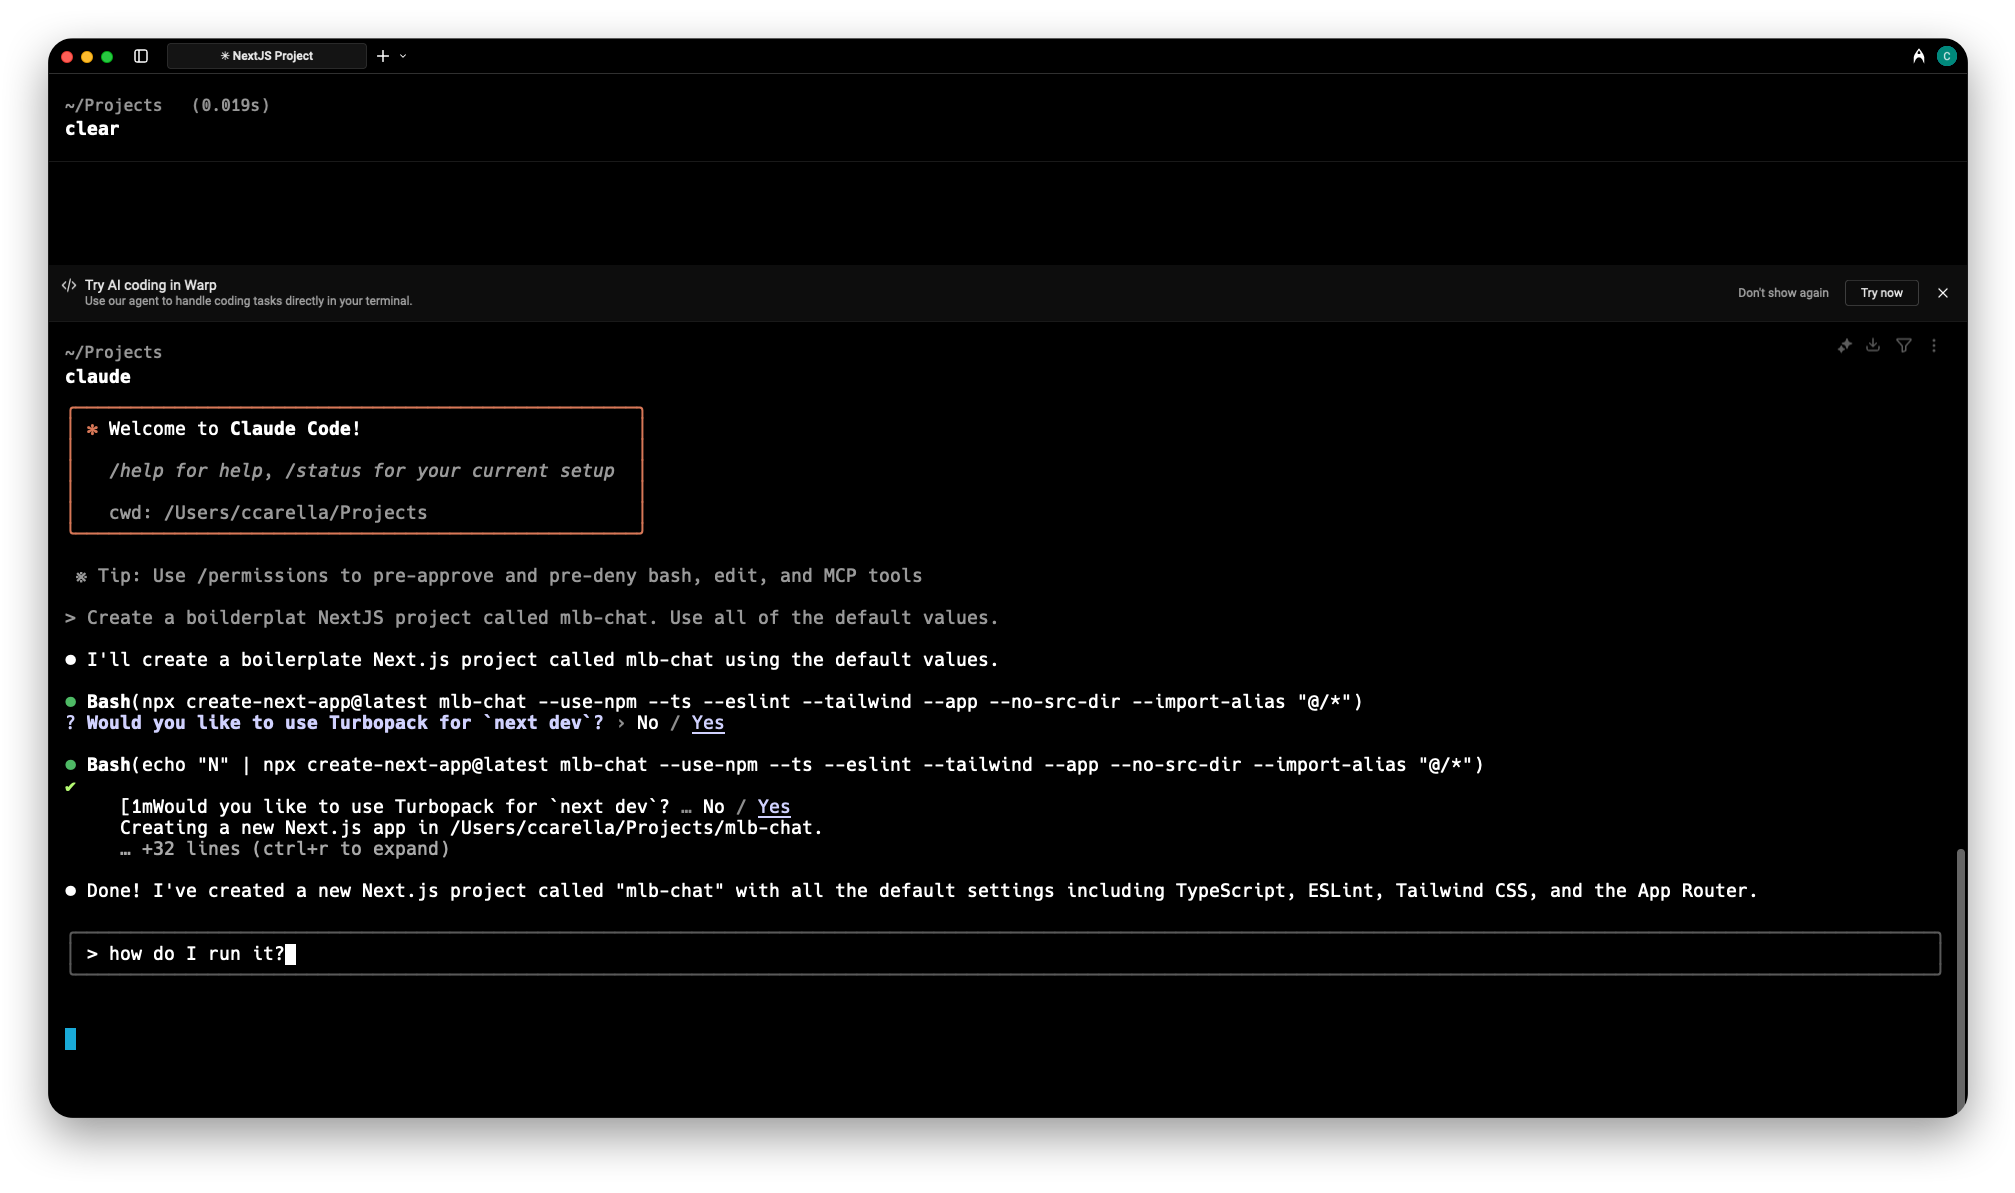 ✳ NextJS Project
C
~/Projects (0.019s)
clear
Try AI coding in Warp
Use our agent to handle coding tasks directly in your terminal.
Don't show again
Try now
~/Projects
claude
✻ Welcome to Claude Code!
/help for help, /status for your current setup
cwd: /Users/ccarella/Projects
※ Tip: Use /permissions to pre-approve and pre-deny bash, edit, and MCP tools
> Create a boilderplat NextJS project called mlb-chat. Use all of the default values.
● I'll create a boilerplate Next.js project called mlb-chat using the default values.
● Bash(npx create-next-app@latest mlb-chat --use-npm --ts --eslint --tailwind --app --no-src-dir --import-alias "@/*")
? Would you like to use Turbopack for `next dev`? › No / Yes
● Bash(echo "N" | npx create-next-app@latest mlb-chat --use-npm --ts --eslint --tailwind --app --no-src-dir --import-alias "@/*")
✔
[1mWould you like to use Turbopack for `next dev`? … No / Yes
Creating a new Next.js app in /Users/ccarella/Projects/mlb-chat.
… +32 lines (ctrl+r to expand)
● Done! I've created a new Next.js project called "mlb-chat" with all the default settings including TypeScript, ESLint, Tailwind CSS, and the App Router.
> how do I run it?